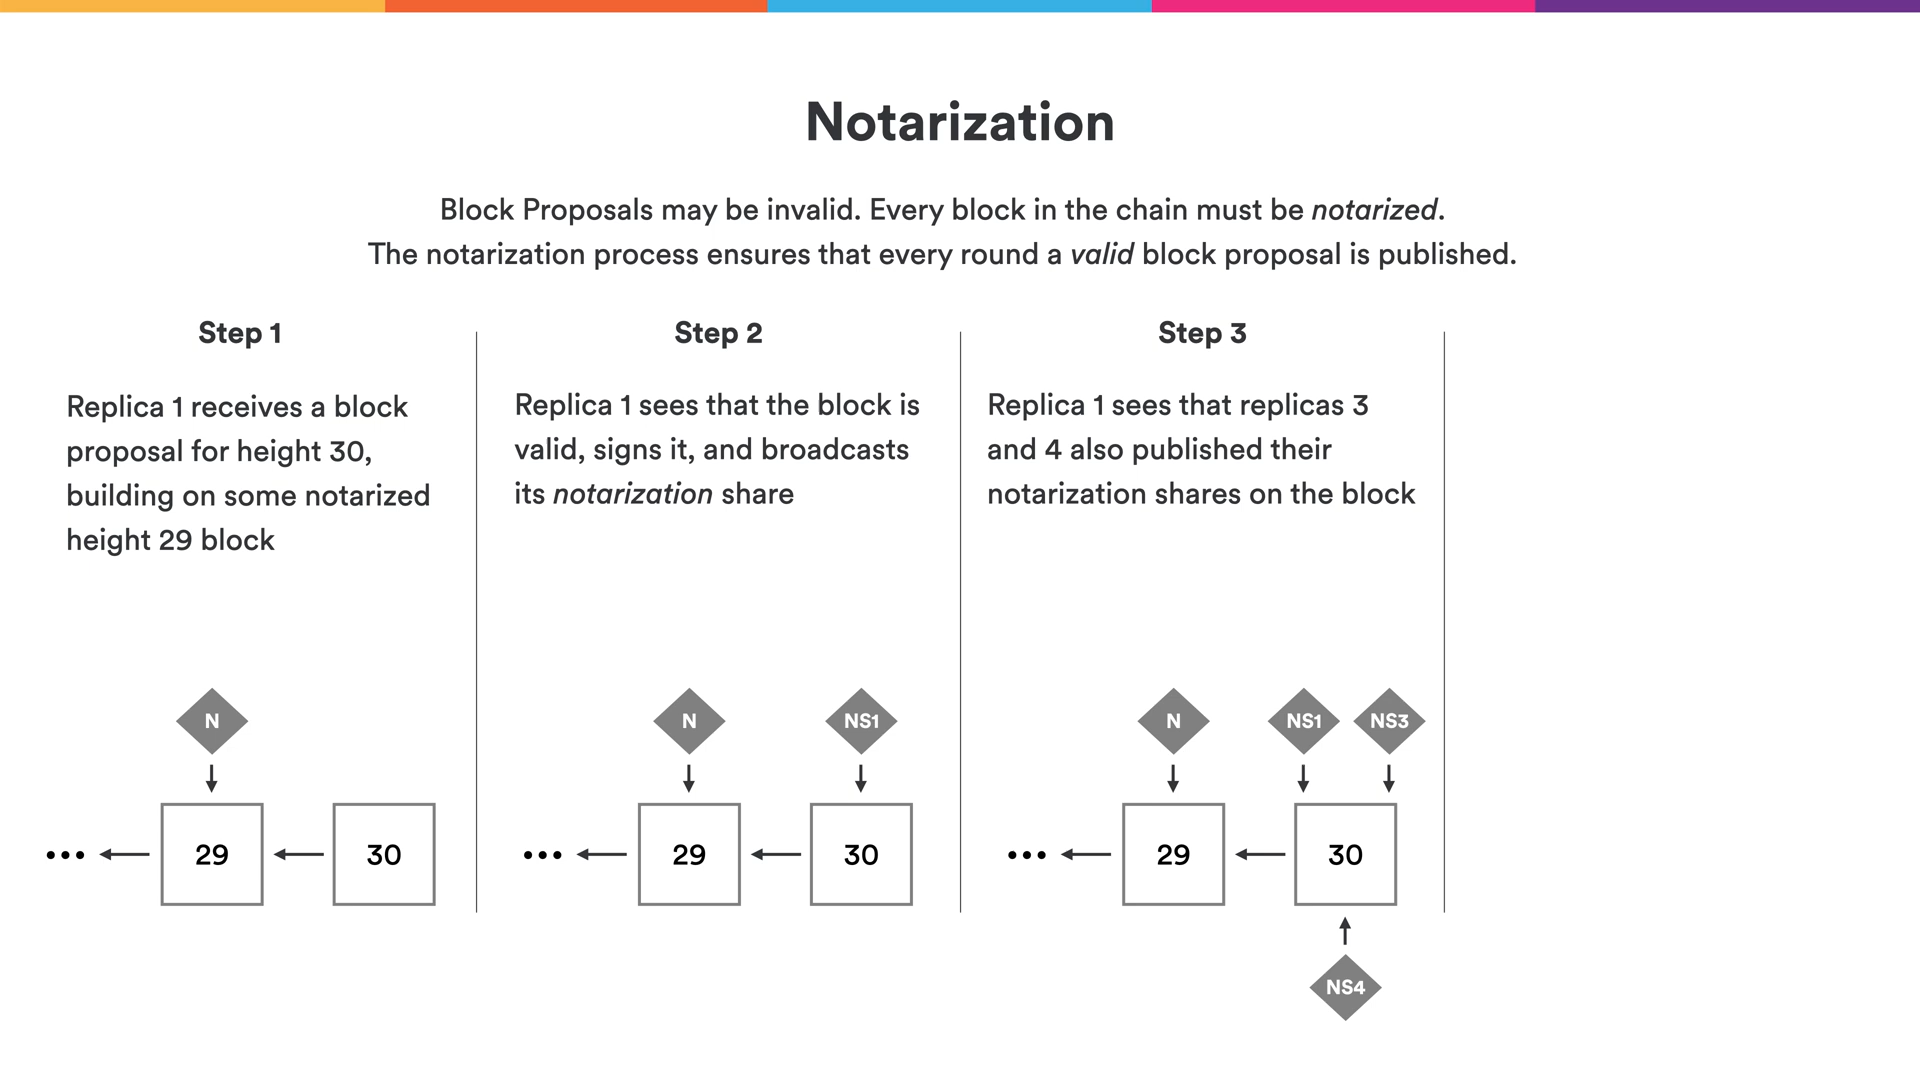 Notarization
Block Proposals may be invalid. Every block in the chain must be notarized.
The notarization process ensures that every round a valid block proposal is published.
Step 1
Replica 1 receives a block
proposal for height 30,
building on some notarized
height 29 block
N
29
30
Step 2
Replica 1 sees that the block is
valid, signs it, and broadcasts
its notarization share
N
NS1
29
30
Step 3
Replica 1 sees that replicas 3
and 4 also published their
notarization shares on the block
N
NS1
NS3
29
30
NS4